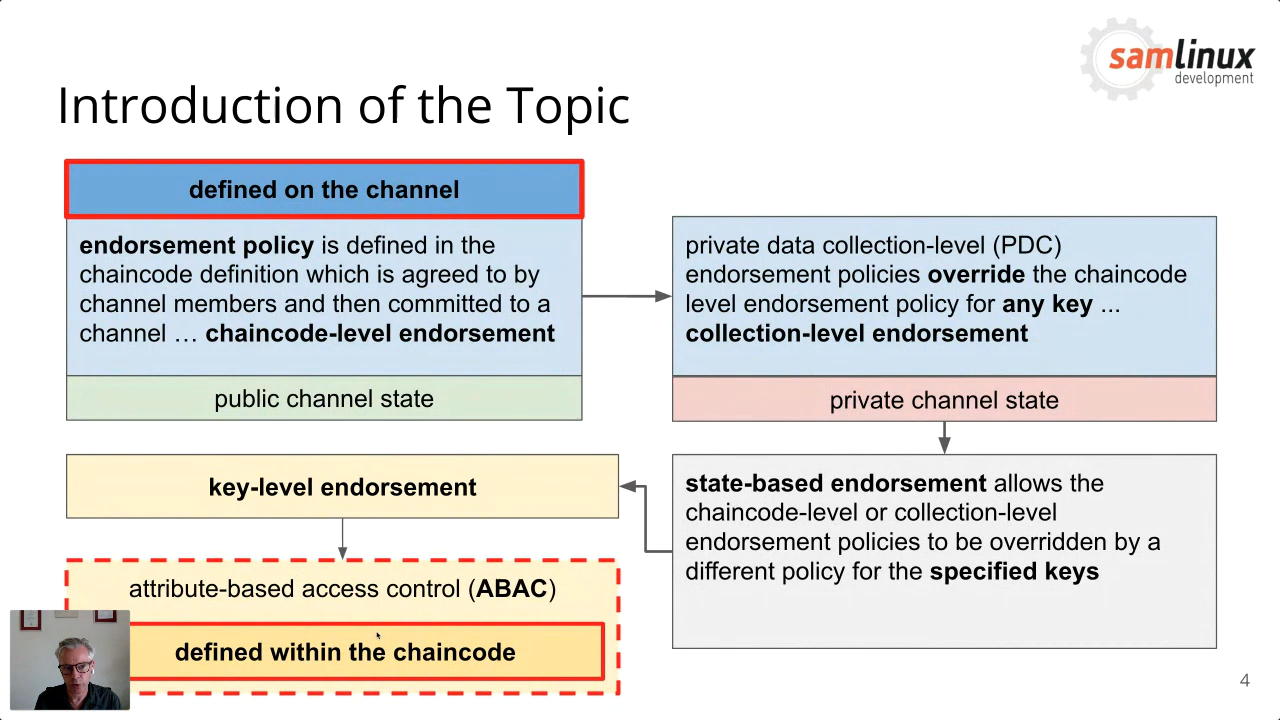 samlinux
development
Introduction of the Topic
defined on the channel
endorsement policy is defined in the
chaincode definition which is agreed to by
channel members and then committed to a
channel … chaincode-level endorsement
public channel state
private data collection-level (PDC)
endorsement policies override the chaincode
level endorsement policy for any key ...
collection-level endorsement
private channel state
state-based endorsement allows the
chaincode-level or collection-level
endorsement policies to be overridden by a
different policy for the specified keys
key-level endorsement
attribute-based access control (ABAC)
defined within the chaincode
4